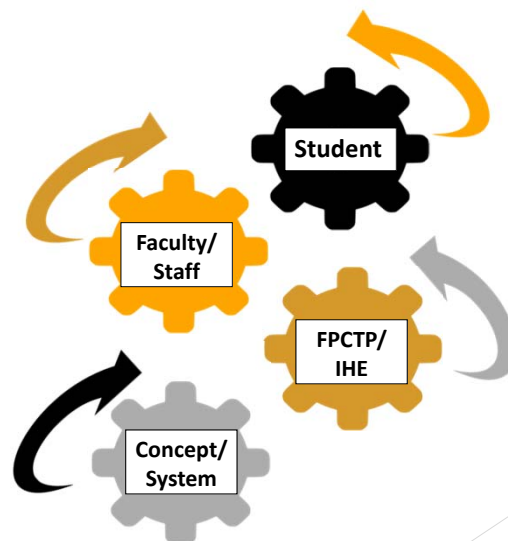 Student
Faculty/
Staff
FPCTP/
IHE
Concept/
System